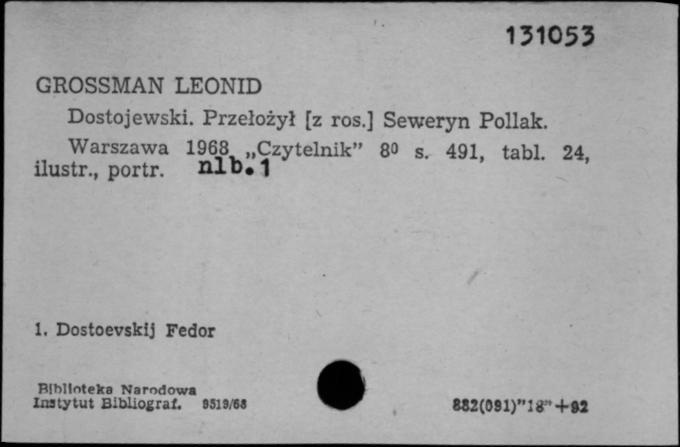 131053
GROSSMAN LEONID
Dostojewski. Przełożył [z ros.] Seweryn Pollak.
Warszawa 1968 „Czytelnik” 8⁰ s. 491, tabl. 24,
ilustr., portr. nlb.1
1. Dostoevskij Fedor
Biblioteka Narodowa
Instytut Bibliograf. 9519/68
882(091)"18"+92